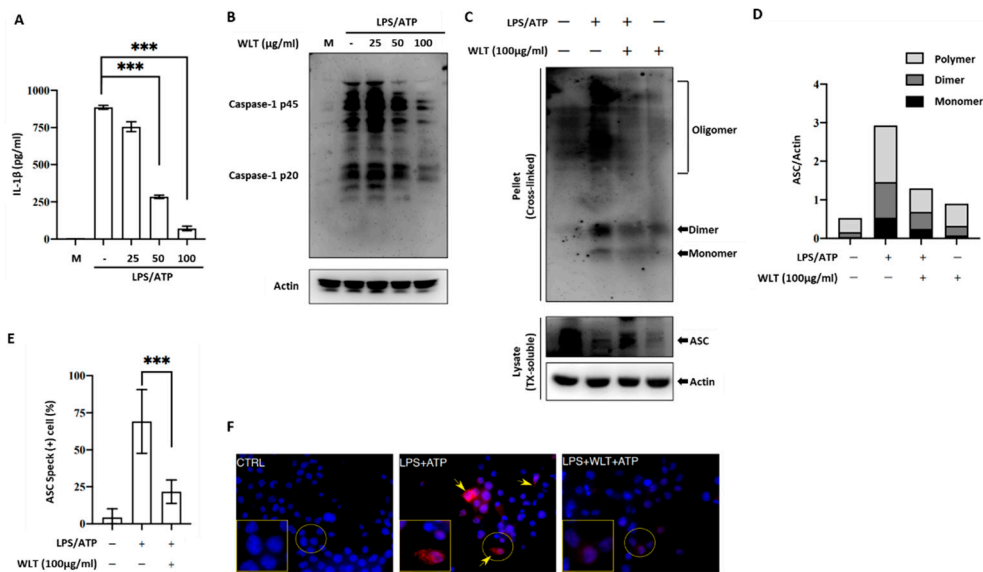 A
***
***
IL-1β (pg/ml)
900
750
500
250
0
M - 25 50 100
LPS/ATP
B
LPS/ATP
WLT (μg/ml) M - 25 50 100
Caspase-1 p45
Caspase-1 p20
Actin
C
LPS/ATP − + + −
WLT (100μg/ml) − − + +
Pellet
(Cross-linked)
Oligomer
Dimer
Monomer
Lysate
(TX-soluble)
ASC
Actin
D
Polymer
Dimer
Monomer
ASC/Actin
4
3
2
1
0
LPS/ATP − + + −
WLT (100μg/ml) − − + +
E
***
ASC Speck (+) cell (%)
100
75
50
25
0
LPS/ATP − + +
WLT (100μg/ml) − − +
F
CTRL
LPS+ATP
LPS+WLT+ATP